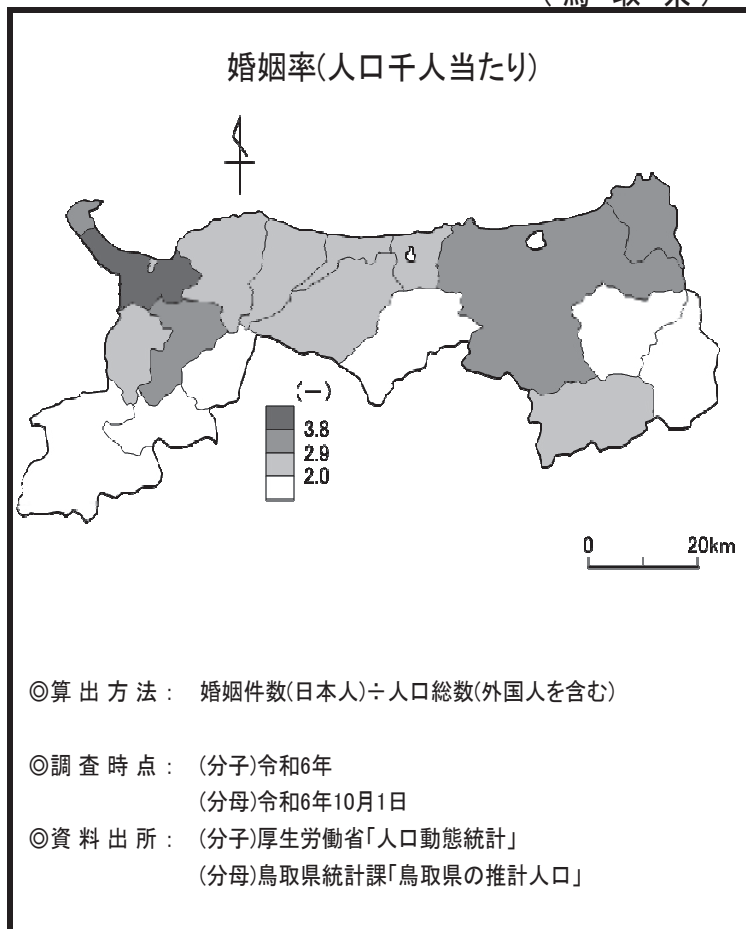 (鳥 取 県)
婚姻率(人口千人当たり)
(－)
3.8
2.9
2.0
0 20km
◎算 出 方 法 : 婚姻件数(日本人)÷人口総数(外国人を含む)
◎調 査 時 点 : (分子)令和6年
(分母)令和6年10月1日
◎資 料 出 所 : (分子)厚生労働省「人口動態統計」
(分母)鳥取県統計課「鳥取県の推計人口」